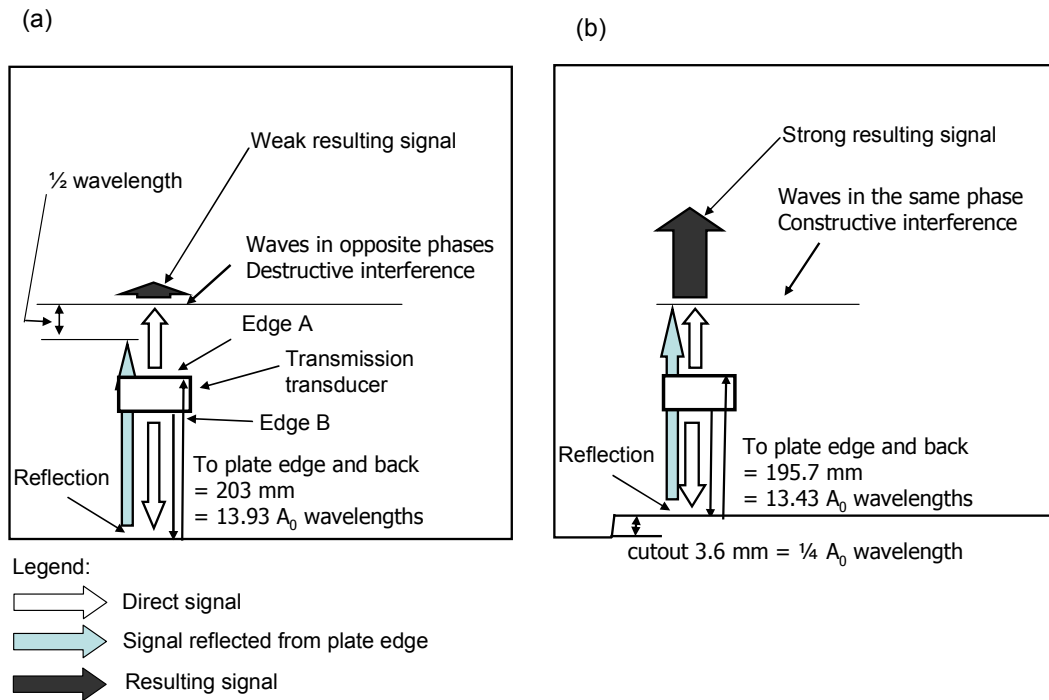 (a)
Weak resulting signal
½ wavelength
Waves in opposite phases
Destructive interference
Edge A
Transmission
transducer
Edge B
Reflection
To plate edge and back
= 203 mm
= 13.93 A₀ wavelengths
(b)
Strong resulting signal
Waves in the same phase
Constructive interference
Reflection
To plate edge and back
= 195.7 mm
= 13.43 A₀ wavelengths
cutout 3.6 mm = ¼ A₀ wavelength
Legend:
Direct signal
Signal reflected from plate edge
Resulting signal